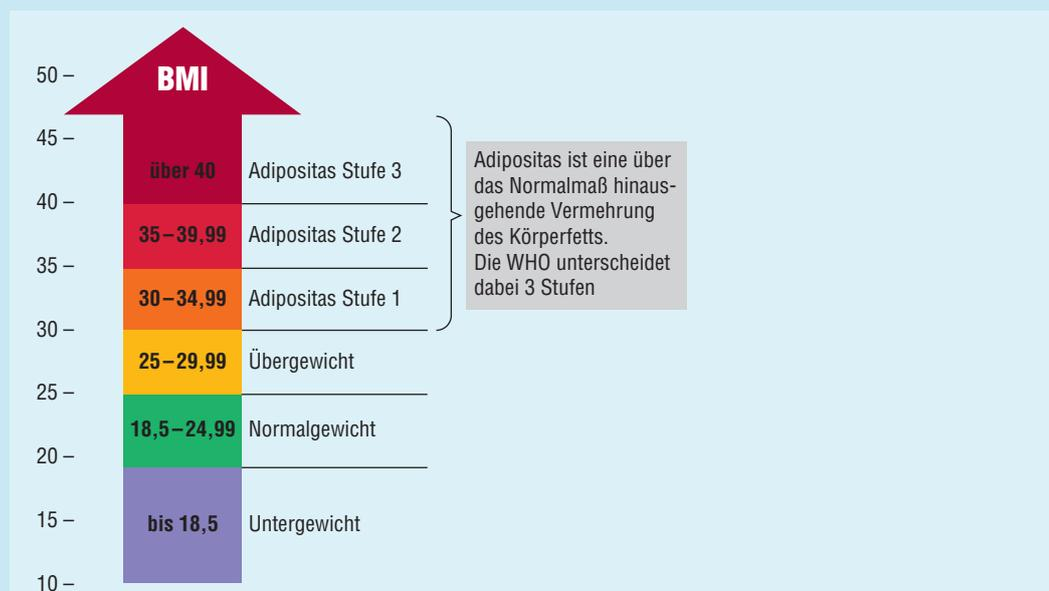 BMI
50 –
45 –
über 40 Adipositas Stufe 3
40 –
35–39,99 Adipositas Stufe 2
35 –
30–34,99 Adipositas Stufe 1
30 –
25–29,99 Übergewicht
25 –
18,5–24,99 Normalgewicht
20 –
15 –
bis 18,5 Untergewicht
10 –
Adipositas ist eine über
das Normalmaß hinaus-
gehende Vermehrung
des Körperfetts.
Die WHO unterscheidet
dabei 3 Stufen